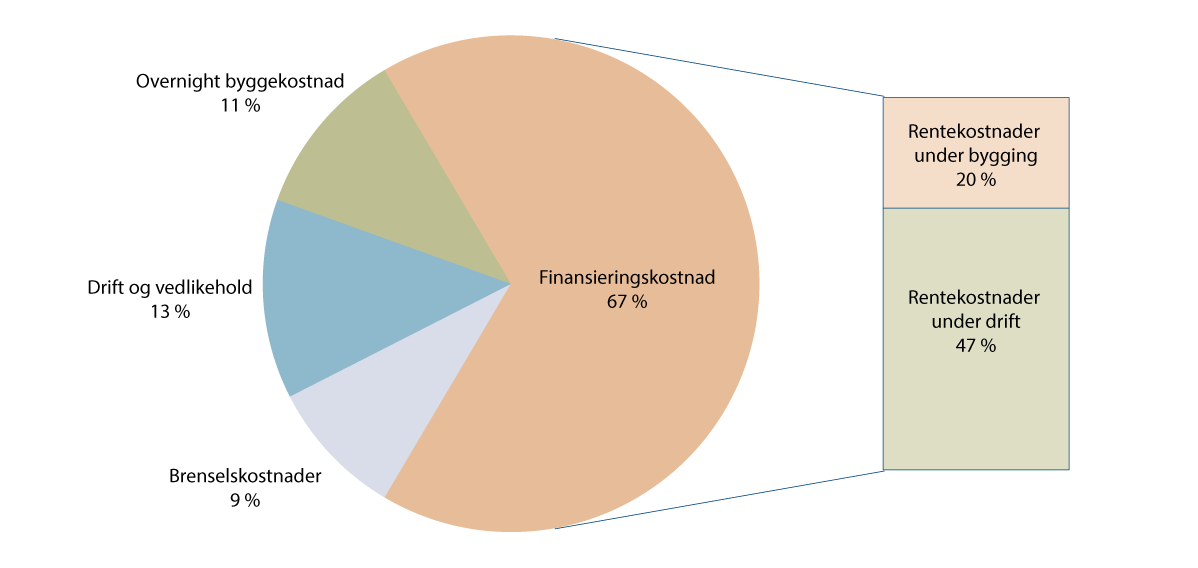 Overnight byggekostnad
11 %
Drift og vedlikehold
13 %
Brenselskostnader
9 %
Finansieringskostnad
67 %
Rentekostnader
under bygging
20 %
Rentekostnader
under drift
47 %